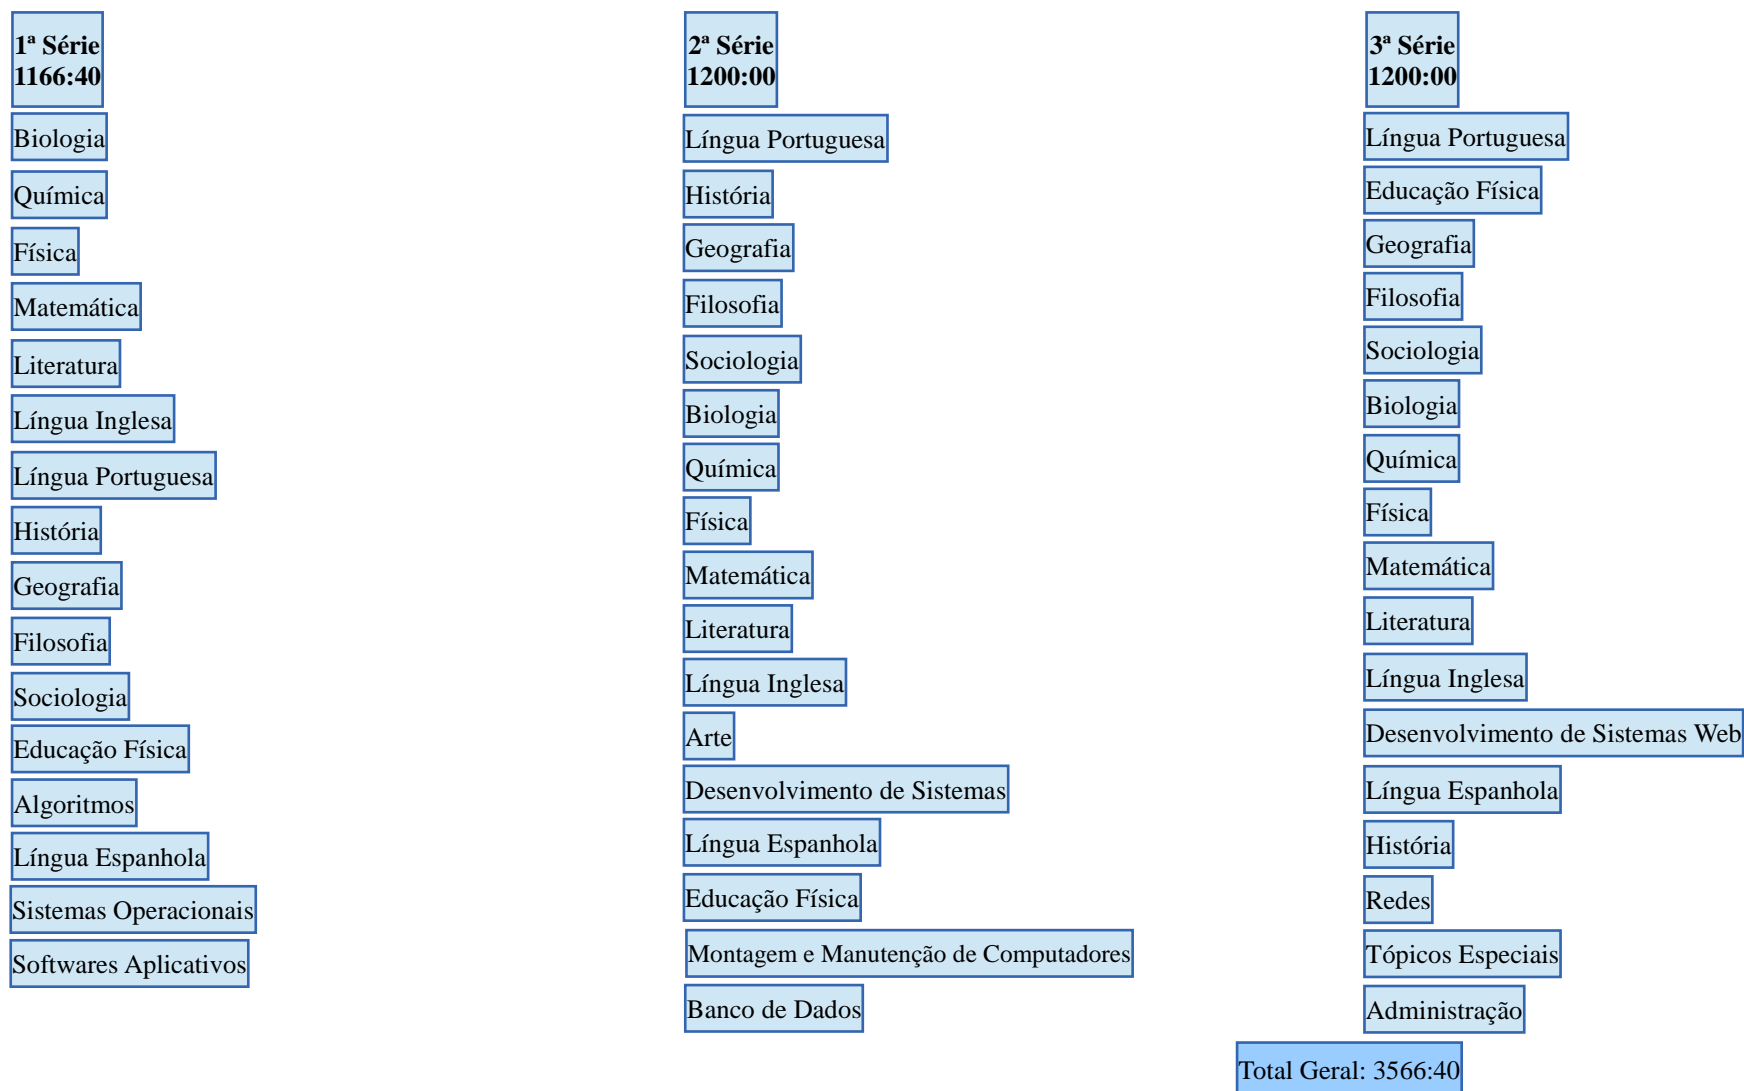 1ª Série
1166:40
Biologia
Química
Física
Matemática
Literatura
Língua Inglesa
Língua Portuguesa
História
Geografia
Filosofia
Sociologia
Educação Física
Algoritmos
Língua Espanhola
Sistemas Operacionais
Softwares Aplicativos
2ª Série
1200:00
Língua Portuguesa
História
Geografia
Filosofia
Sociologia
Biologia
Química
Física
Matemática
Literatura
Língua Inglesa
Arte
Desenvolvimento de Sistemas
Língua Espanhola
Educação Física
Montagem e Manutenção de Computadores
Banco de Dados
3ª Série
1200:00
Língua Portuguesa
Educação Física
Geografia
Filosofia
Sociologia
Biologia
Química
Física
Matemática
Literatura
Língua Inglesa
Desenvolvimento de Sistemas Web
Língua Espanhola
História
Redes
Tópicos Especiais
Administração
Total Geral: 3566:40